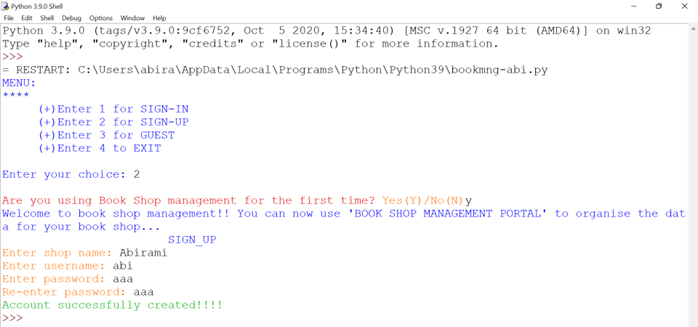 Python 3.9.0 Shell
File Edit Shell Debug Options Window Help
Python 3.9.0 (tags/v3.9.0:9cf6752, Oct  5 2020, 15:34:40) [MSC v.1927 64 bit (AMD64)] on win32
Type "help", "copyright", "credits" or "license()" for more information.
>>>
= RESTART: C:\Users\abira\AppData\Local\Programs\Python\Python39\bookmng-abi.py
MENU:
****
(+)Enter 1 for SIGN-IN
(+)Enter 2 for SIGN-UP
(+)Enter 3 for GUEST
(+)Enter 4 to EXIT
Enter your choice: 2
Are you using Book Shop management for the first time? Yes(Y)/No(N)y
Welcome to book shop management!! You can now use 'BOOK SHOP MANAGEMENT PORTAL' to organise the dat
a for your book shop...
SIGN_UP
Enter shop name: Abirami
Enter username: abi
Enter password: aaa
Re-enter password: aaa
Account successfully created!!!!
>>>